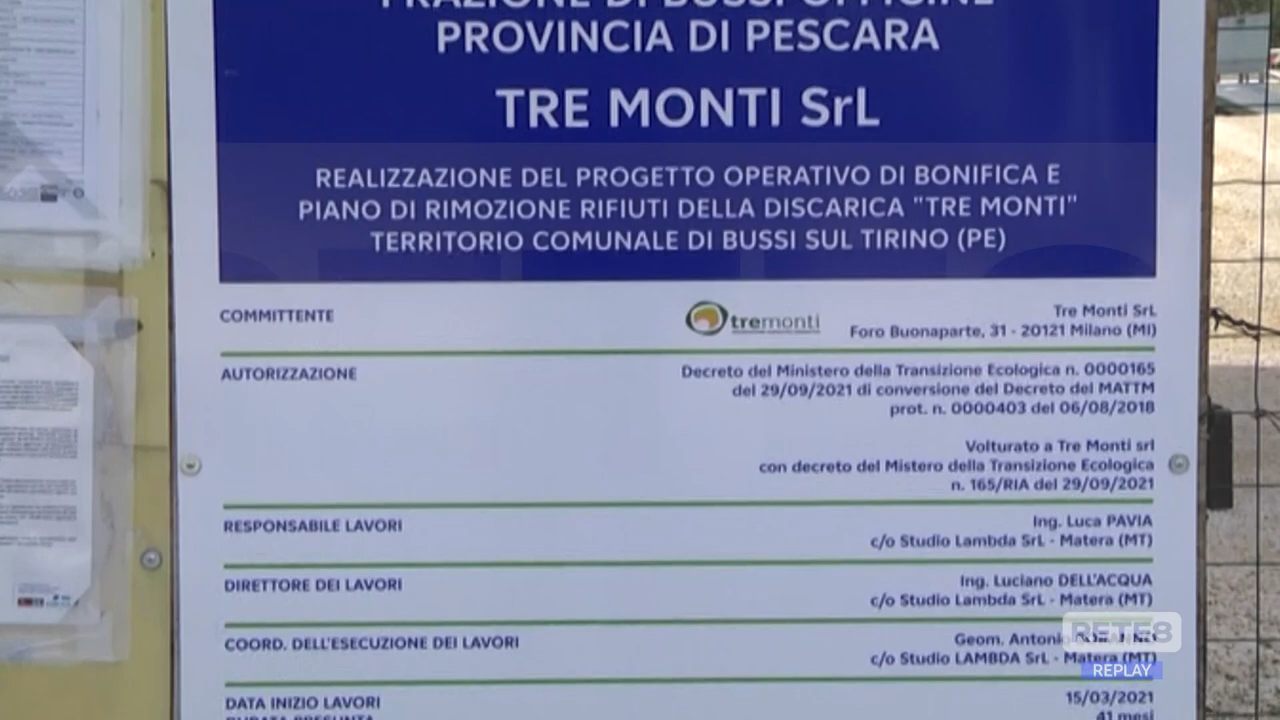 FRAZIONE DI BUSSI OFFICINE
PROVINCIA DI PESCARA
TRE MONTI SrL
REALIZZAZIONE DEL PROGETTO OPERATIVO DI BONIFICA E
PIANO DI RIMOZIONE RIFIUTI DELLA DISCARICA "TRE MONTI"
TERRITORIO COMUNALE DI BUSSI SUL TIRINO (PE)
COMMITTENTE
tremonti
Tre Monti SrL
Foro Buonaparte, 31 - 20121 Milano (MI)
AUTORIZZAZIONE
Decreto del Ministero della Transizione Ecologica n. 0000165
del 29/09/2021 di conversione del Decreto del MATTM
prot. n. 0000403 del 06/08/2018
Volturato a Tre Monti srl
con decreto del Mistero della Transizione Ecologica
n. 165/RIA del 29/09/2021
RESPONSABILE LAVORI
Ing. Luca PAVIA
c/o Studio Lambda SrL - Matera (MT)
DIRETTORE DEI LAVORI
Ing. Luciano DELL'ACQUA
c/o Studio Lambda SrL - Matera (MT)
COORD. DELL'ESECUZIONE DEI LAVORI
Geom. Antonio
c/o Studio LAMBDA SrL - Matera (MT)
RETE8
REPLAY
DATA INIZIO LAVORI
15/03/2021
DURATA PRESUNTA
41 mesi